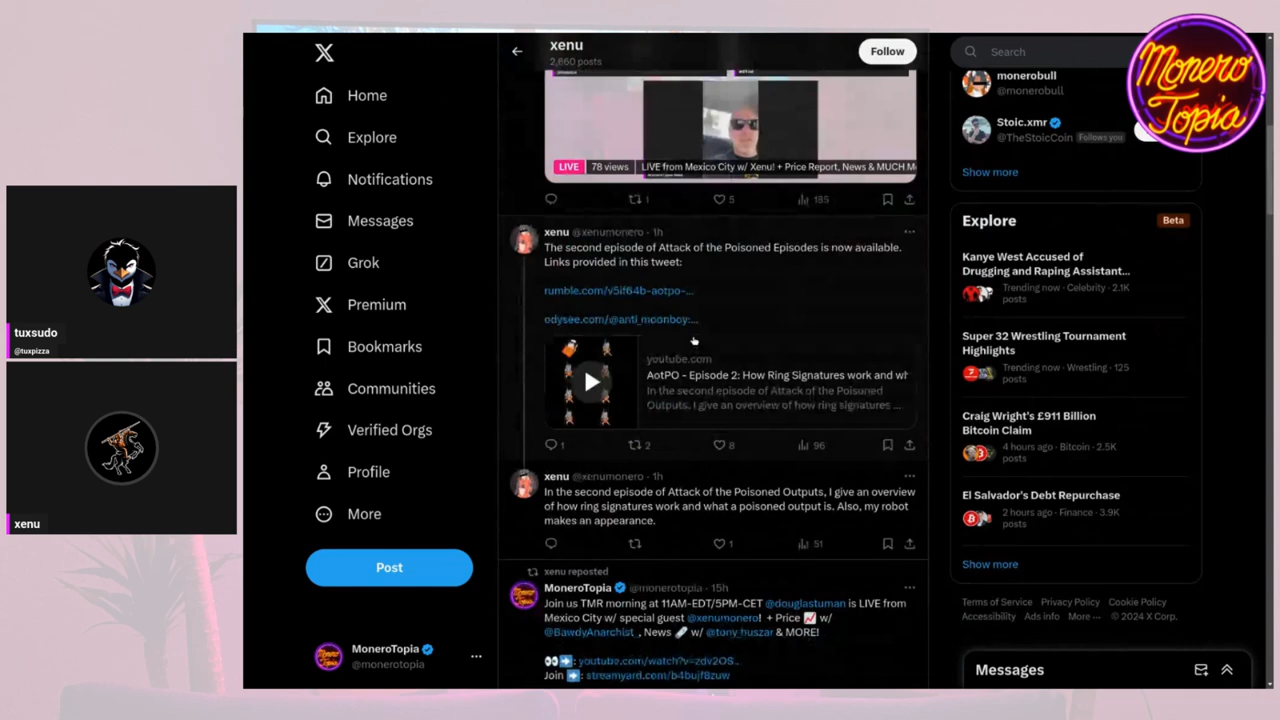 tuxsudo
@tuxpizza
xenu
Home
Explore
Notifications
Messages
Grok
Premium
Bookmarks
Communities
Verified Orgs
Profile
More
Post
MoneroTopia
@monerotopia
xenu
2,660 posts
Follow
LIVE 78 views LIVE from Mexico City w/ Xenu! + Price Report, News & MUCH M
1 5 185
xenu @xenumonero · 1h
The second episode of Attack of the Poisoned Episodes is now available.
Links provided in this tweet:
rumble.com/v5if64b-aotpo-...
odysee.com/@anti_moonboy:...
youtube.com
AotPO - Episode 2: How Ring Signatures work and wh
In the second episode of Attack of the Poisoned
Outputs, I give an overview of how ring signatures ...
1 2 8 96
xenu @xenumonero · 1h
In the second episode of Attack of the Poisoned Outputs, I give an overview
of how ring signatures work and what a poisoned output is. Also, my robot
makes an appearance.
1 51
xenu reposted
MoneroTopia @monerotopia · 15h
Join us TMR morning at 11AM-EDT/5PM-CET @douglastuman is LIVE from
Mexico City w/ special guest @xenumonero! + Price w/
@BawdyAnarchist_, News w/ @tony_huszar & MORE!
: youtube.com/watch?v=zdv2OS...
Join : streamyard.com/b4bujf8zuw
Search
monerobull
@monerobull
Stoic.xmr
@TheStoicCoin Follows you
Show more
Explore
Beta
Kanye West Accused of
Drugging and Raping Assistant...
Trending now · Celebrity · 2.1K
posts
Super 32 Wrestling Tournament
Highlights
Trending now · Wrestling · 125
posts
Craig Wright's £911 Billion
Bitcoin Claim
4 hours ago · Bitcoin · 2.5K
posts
El Salvador's Debt Repurchase
2 hours ago · Finance · 3.9K
posts
Show more
Terms of Service Privacy Policy Cookie Policy
Accessibility Ads info More ··· © 2024 X Corp.
Messages
Monero
Topia